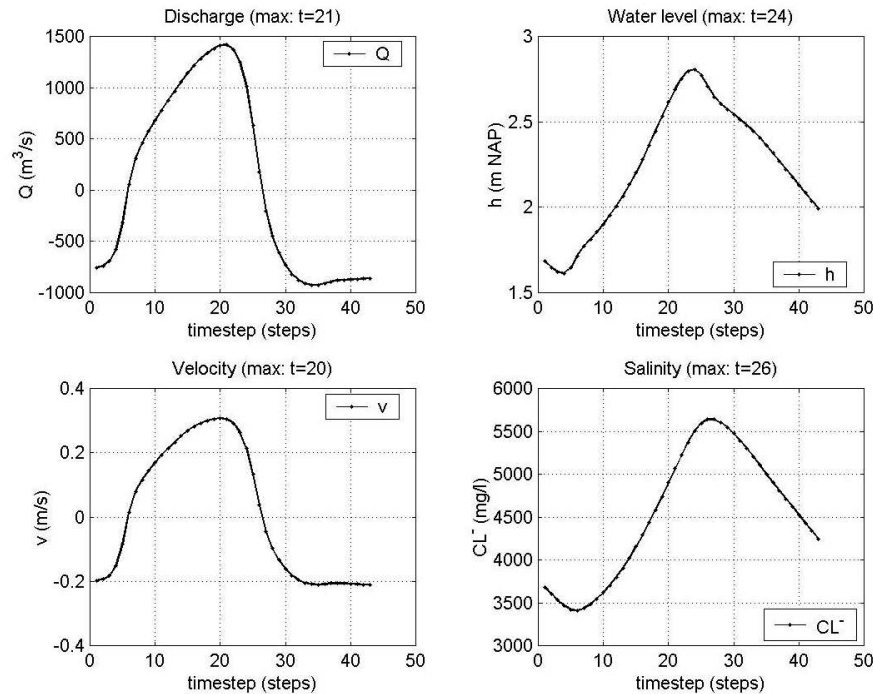 Discharge (max: t=21)
1500
1000
500
0
-500
-1000
Q (m³/s)
Q
0 10 20 30 40 50
timestep (steps)
Water level (max: t=24)
3
2.5
2
1.5
h (m NAP)
h
0 10 20 30 40 50
timestep (steps)
Velocity (max: t=20)
0.4
0.2
0
-0.2
-0.4
v (m/s)
v
0 10 20 30 40 50
timestep (steps)
Salinity (max: t=26)
6000
5500
5000
4500
4000
3500
3000
CL⁻ (mg/l)
CL⁻
0 10 20 30 40 50
timestep (steps)